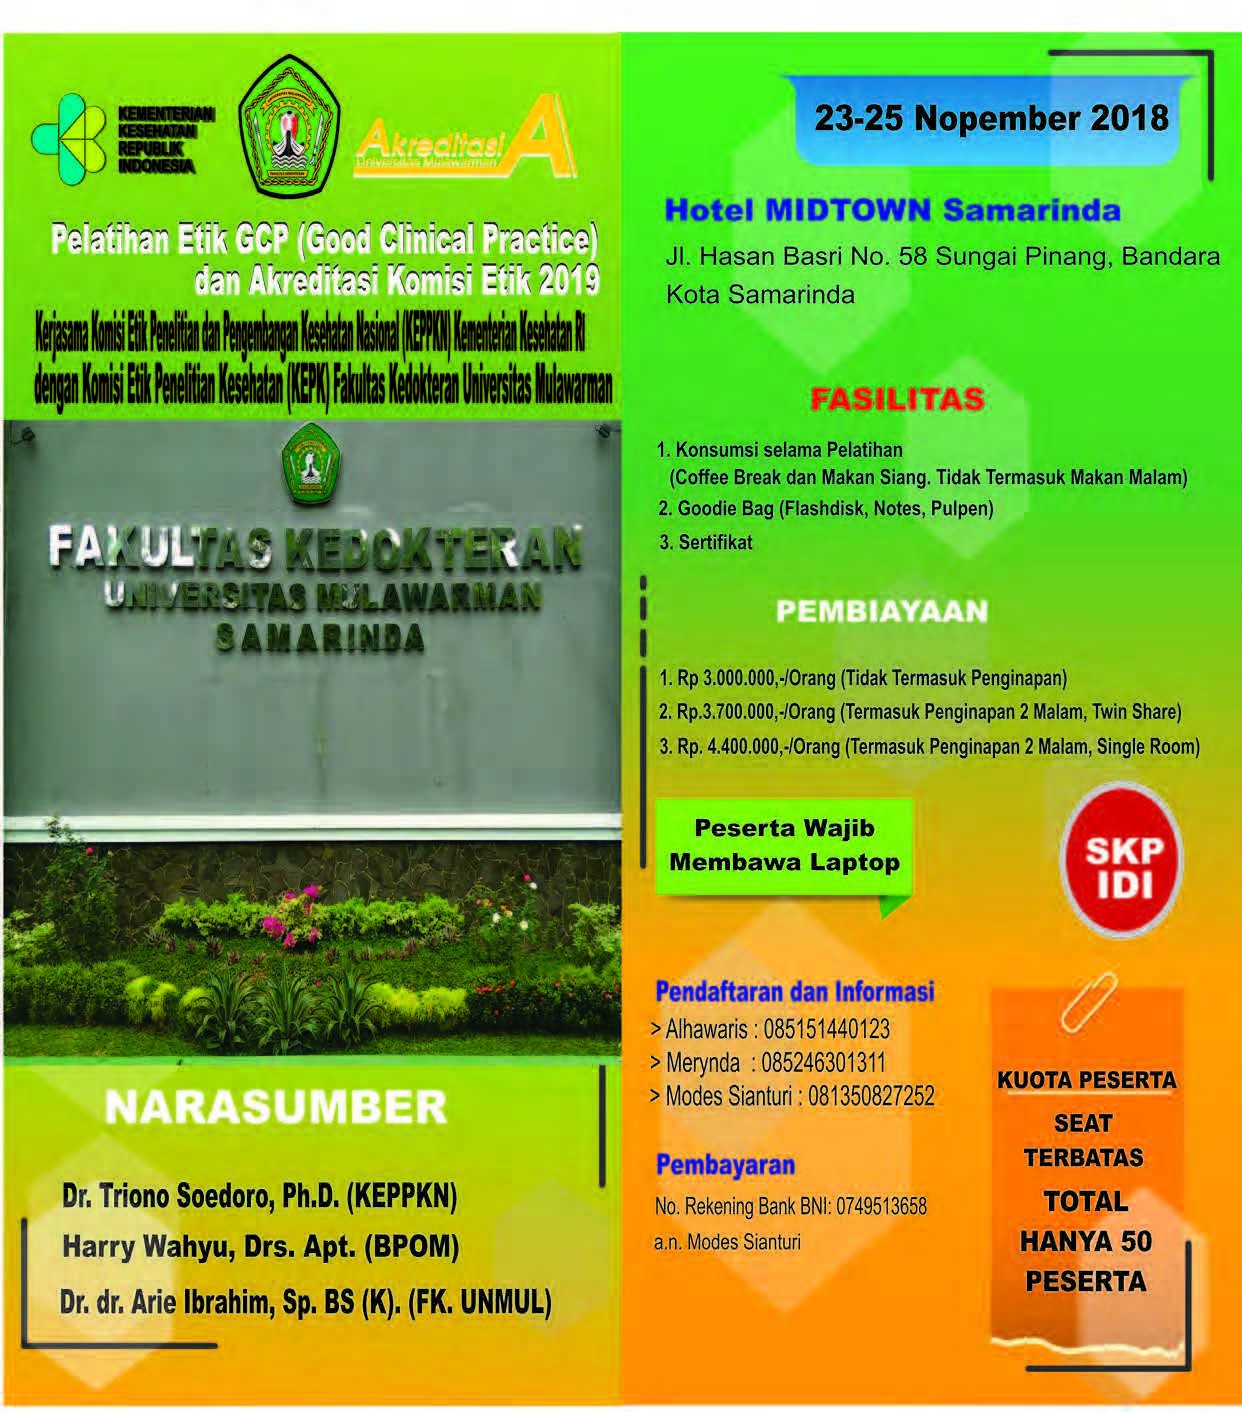 KEMENTERIAN
KESEHATAN
REPUBLIK
INDONESIA
Akreditasi A
Universitas Mulawarman
Pelatihan Etik GCP (Good Clinical Practice)
dan Akreditasi Komisi Etik 2019
Kerjasama Komisi Etik Penelitian dan Pengembangan Kesehatan Nasional (KEPPKN) Kementerian Kesehatan RI
dengan Komisi Etik Penelitian Kesehatan (KEPK) Fakultas Kedokteran Universitas Mulawarman
FAKULTAS KEDOKTERAN
UNIVERSITAS MULAWARMAN
SAMARINDA
NARASUMBER
Dr. Triono Soedoro, Ph.D. (KEPPKN)
Harry Wahyu, Drs. Apt. (BPOM)
Dr. dr. Arie Ibrahim, Sp. BS (K). (FK. UNMUL)
23-25 Nopember 2018
Hotel MIDTOWN Samarinda
Jl. Hasan Basri No. 58 Sungai Pinang, Bandara
Kota Samarinda
FASILITAS
1. Konsumsi selama Pelatihan
(Coffee Break dan Makan Siang. Tidak Termasuk Makan Malam)
2. Goodie Bag (Flashdisk, Notes, Pulpen)
3. Sertifikat
PEMBIAYAAN
1. Rp 3.000.000,-/Orang (Tidak Termasuk Penginapan)
2. Rp.3.700.000,-/Orang (Termasuk Penginapan 2 Malam, Twin Share)
3. Rp. 4.400.000,-/Orang (Termasuk Penginapan 2 Malam, Single Room)
Peserta Wajib
Membawa Laptop
SKP
IDI
Pendaftaran dan Informasi
> Alhawaris : 085151440123
> Merynda : 085246301311
> Modes Sianturi : 081350827252
Pembayaran
No. Rekening Bank BNI: 0749513658
a.n. Modes Sianturi
KUOTA PESERTA
SEAT
TERBATAS
TOTAL
HANYA 50
PESERTA